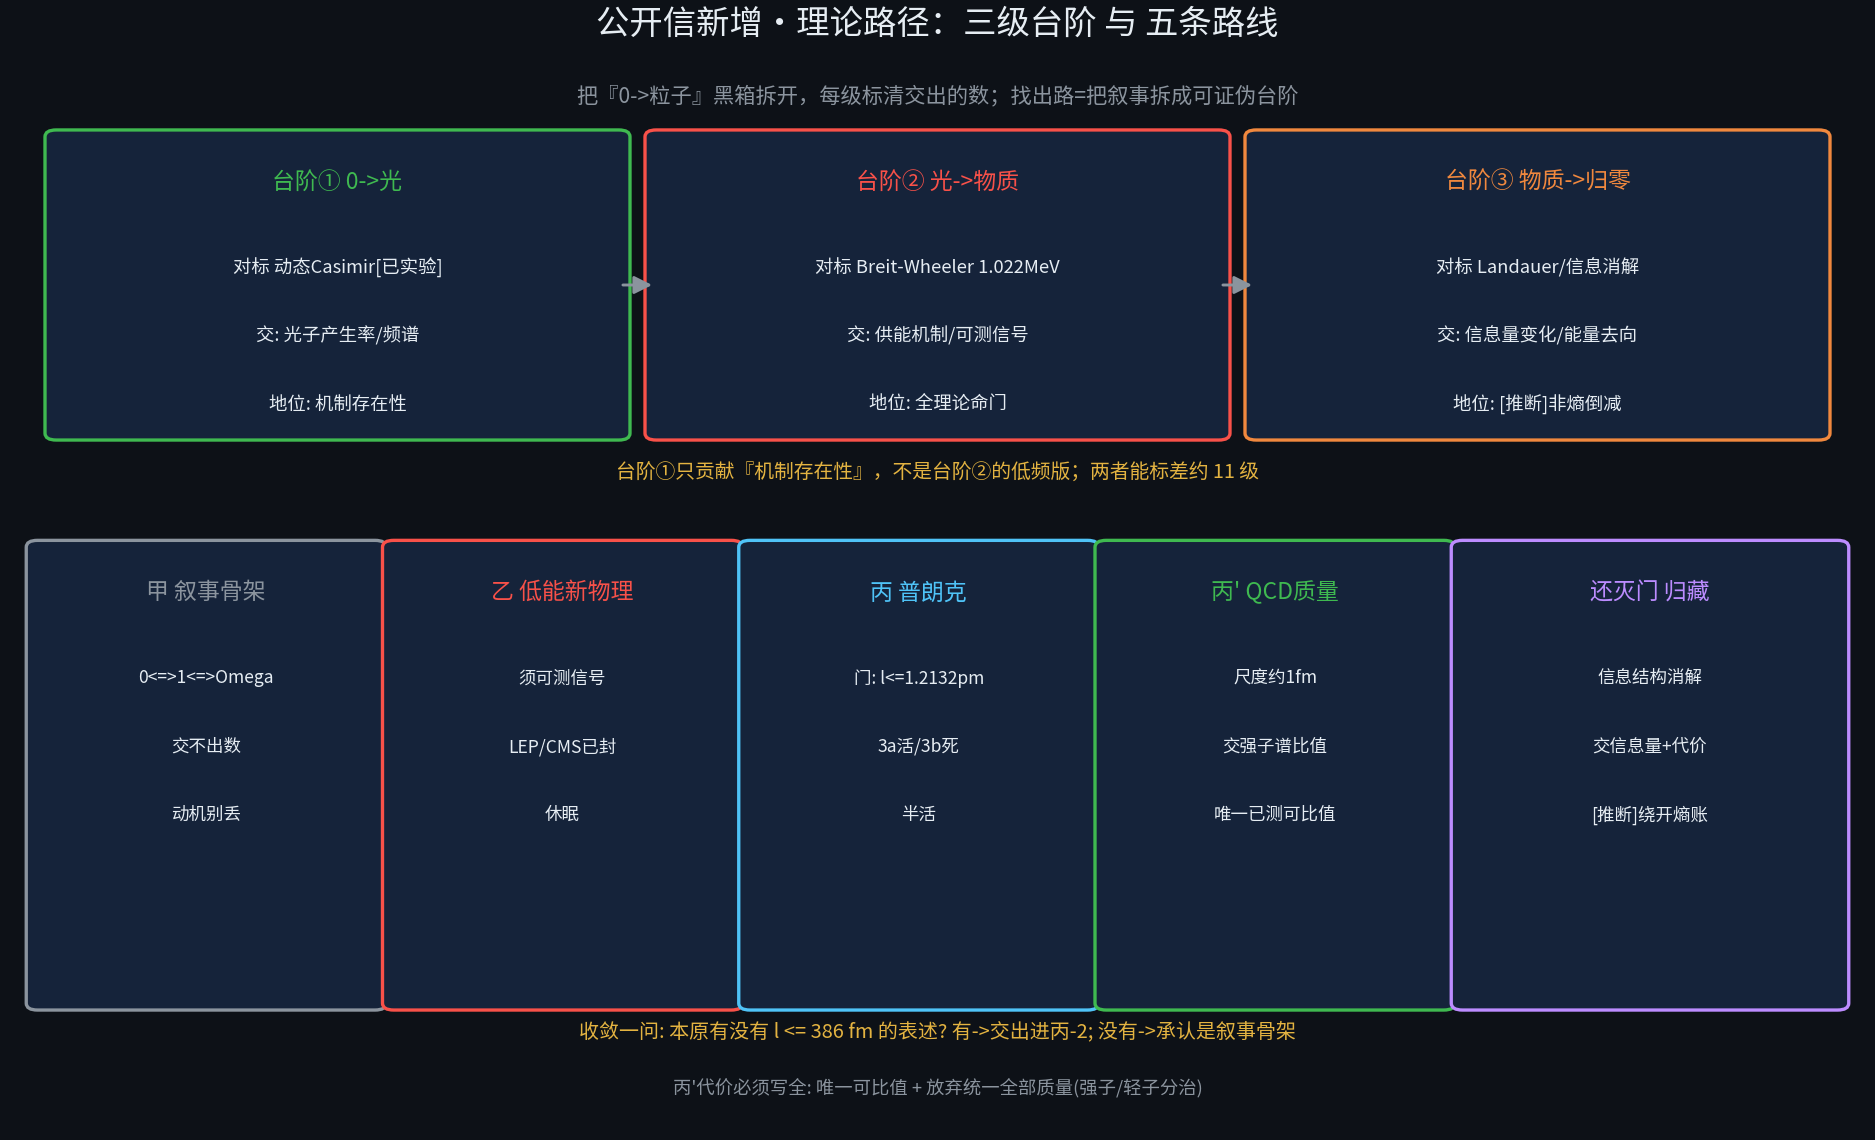 公开信新增·理论路径：三级台阶 与 五条路线
把『0->粒子』黑箱拆开，每级标清交出的数；找出路=把叙事拆成可证伪台阶
台阶① 0->光
对标 动态Casimir[已实验]
交: 光子产生率/频谱
地位: 机制存在性
台阶② 光->物质
对标 Breit-Wheeler 1.022MeV
交: 供能机制/可测信号
地位: 全理论命门
台阶③ 物质->归零
对标 Landauer/信息消解
交: 信息量变化/能量去向
地位: [推断]非熵倒减
台阶①只贡献『机制存在性』，不是台阶②的低频版；两者能标差约 11 级
甲 叙事骨架
0<=>1<=>Omega
交不出数
动机别丢
乙 低能新物理
须可测信号
LEP/CMS已封
休眠
丙 普朗克
门: l<=1.2132pm
3a活/3b死
半活
丙' QCD质量
尺度约1fm
交强子谱比值
唯一已测可比值
还灭门 归藏
信息结构消解
交信息量+代价
[推断]绕开熵账
收敛一问: 本原有没有 l <= 386 fm 的表述? 有->交出进丙-2; 没有->承认是叙事骨架
丙'代价必须写全: 唯一可比值 + 放弃统一全部质量(强子/轻子分治)